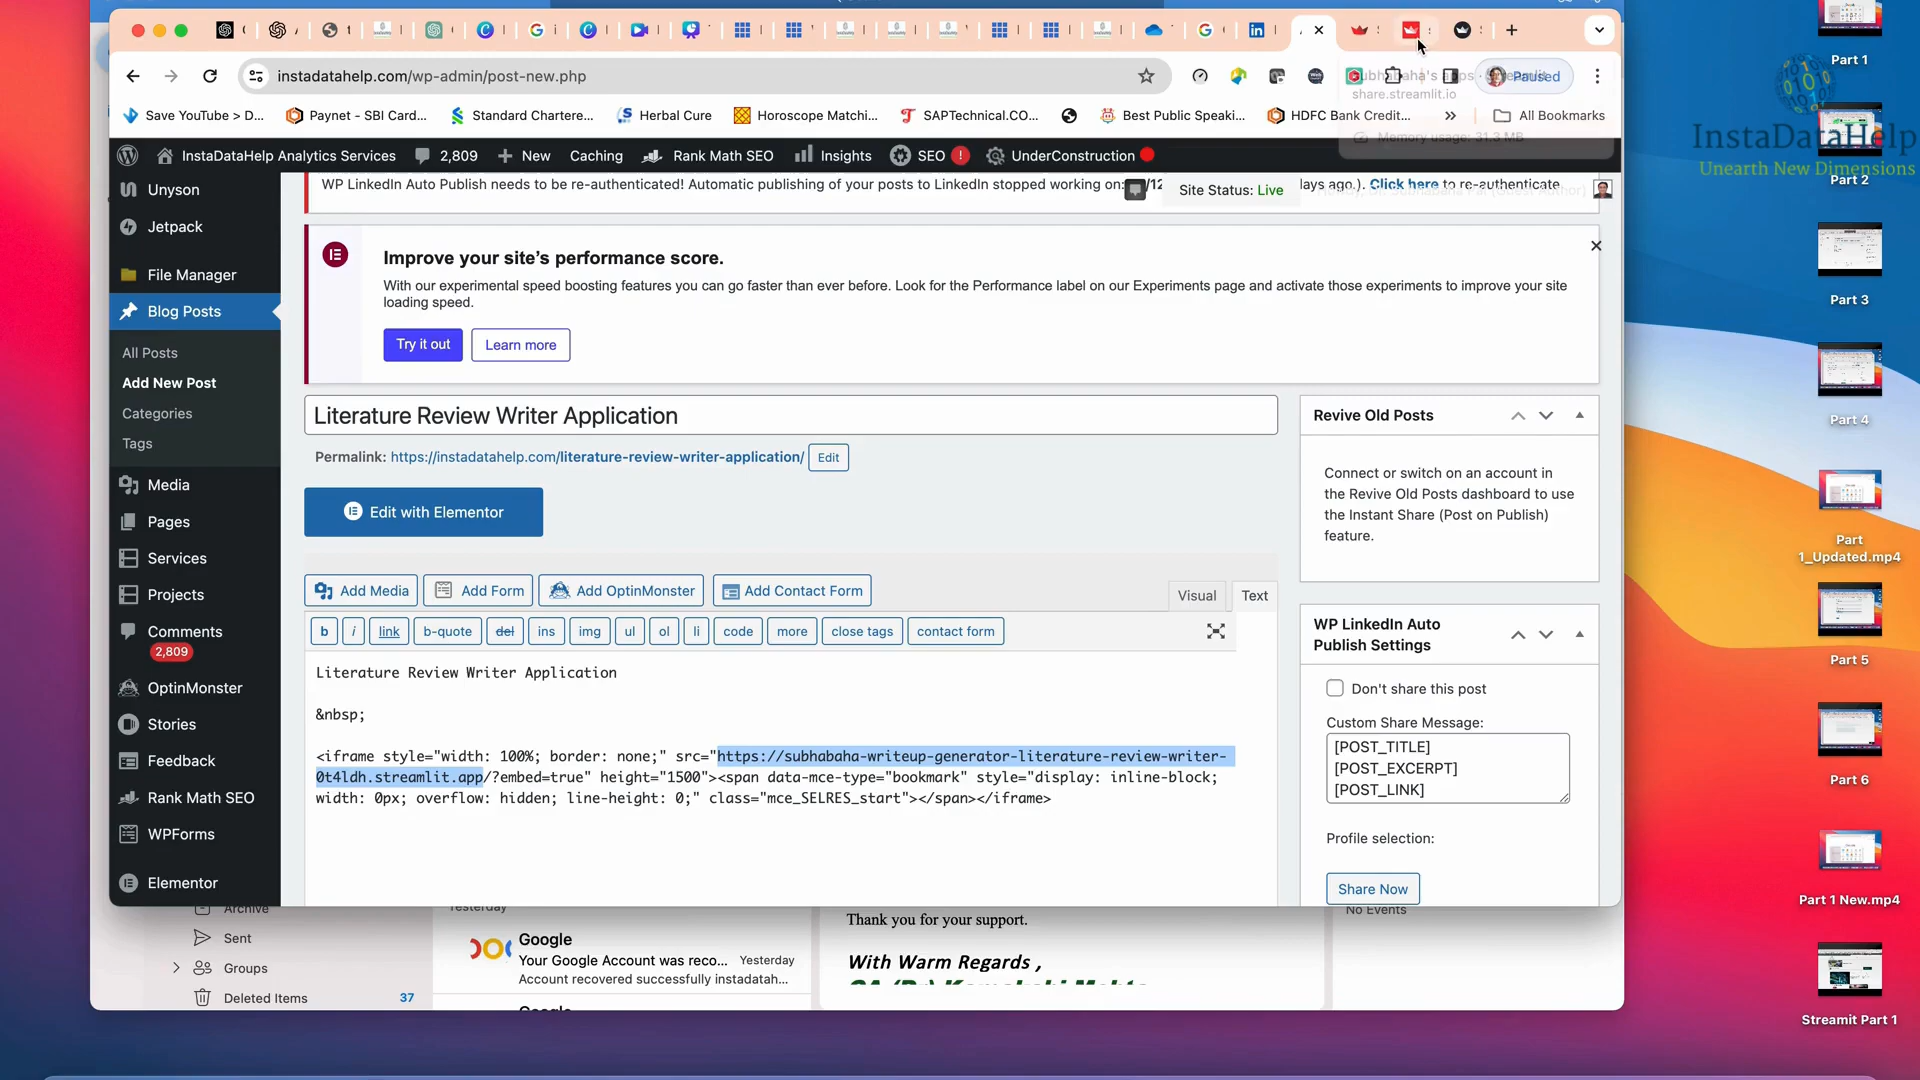 instadatahelp.com/wp-admin/post-new.php
Paused
share.streamlit.io
Memory usage: 31.3 MB
Save YouTube > D...
Paynet - SBI Card...
Standard Chartere...
Herbal Cure
Horoscope Matchi...
SAPTechnical.CO...
Best Public Speaki...
HDFC Bank Credit...
All Bookmarks
InstaDataHelp Analytics Services
2,809
New
Caching
Rank Math SEO
Insights
SEO
UnderConstruction
WP LinkedIn Auto Publish needs to be re-authenticated! Automatic publishing of your posts to LinkedIn stopped working on:
/12
Site Status: Live
days ago.). Click here to re-authenticate
Unyson
Jetpack
File Manager
Blog Posts
All Posts
Add New Post
Categories
Tags
Media
Pages
Services
Projects
Comments
2,809
OptinMonster
Stories
Feedback
Rank Math SEO
WPForms
Elementor
Improve your site's performance score.
With our experimental speed boosting features you can go faster than ever before. Look for the Performance label on our Experiments page and activate those experiments to improve your site
loading speed.
Try it out
Learn more
Literature Review Writer Application
Permalink: https://instadatahelp.com/literature-review-writer-application/
Edit
Edit with Elementor
Add Media
Add Form
Add OptinMonster
Add Contact Form
Visual
Text
b
i
link
b-quote
del
ins
img
ul
ol
li
code
more
close tags
contact form
Literature Review Writer Application
&nbsp;
<iframe style="width: 100%; border: none;" src="https://subhabaha-writeup-generator-literature-review-writer-
0t4ldh.streamlit.app/?embed=true" height="1500"><span data-mce-type="bookmark" style="display: inline-block;
width: 0px; overflow: hidden; line-height: 0;" class="mce_SELRES_start"></span></iframe>
Revive Old Posts
Connect or switch on an account in
the Revive Old Posts dashboard to use
the Instant Share (Post on Publish)
feature.
WP LinkedIn Auto
Publish Settings
Don't share this post
Custom Share Message:
[POST_TITLE]
[POST_EXCERPT]
[POST_LINK]
Profile selection:
Share Now
Archive
Sent
Groups
Deleted Items
37
Yesterday
Google
Your Google Account was reco...
Yesterday
Account recovered successfully instadatah...
Google
Thank you for your support.
With Warm Regards ,
No Events
InstaDataHelp
Unearth New Dimensions
Part 1
Part 2
Part 3
Part 4
Part
1_Updated.mp4
Part 5
Part 6
Part 1 New.mp4
Streamit Part 1